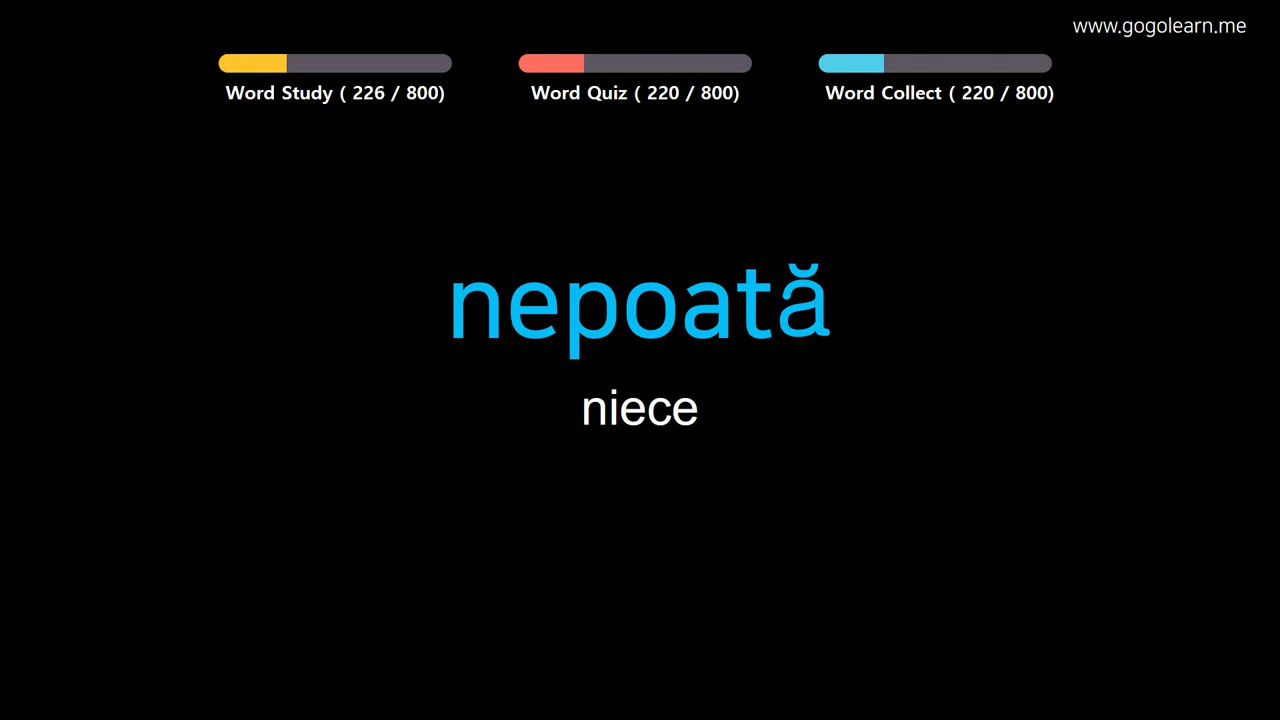 www.gogolearn.me
Word Study ( 226 / 800)
Word Quiz ( 220 / 800)
Word Collect ( 220 / 800)
nepoată
niece